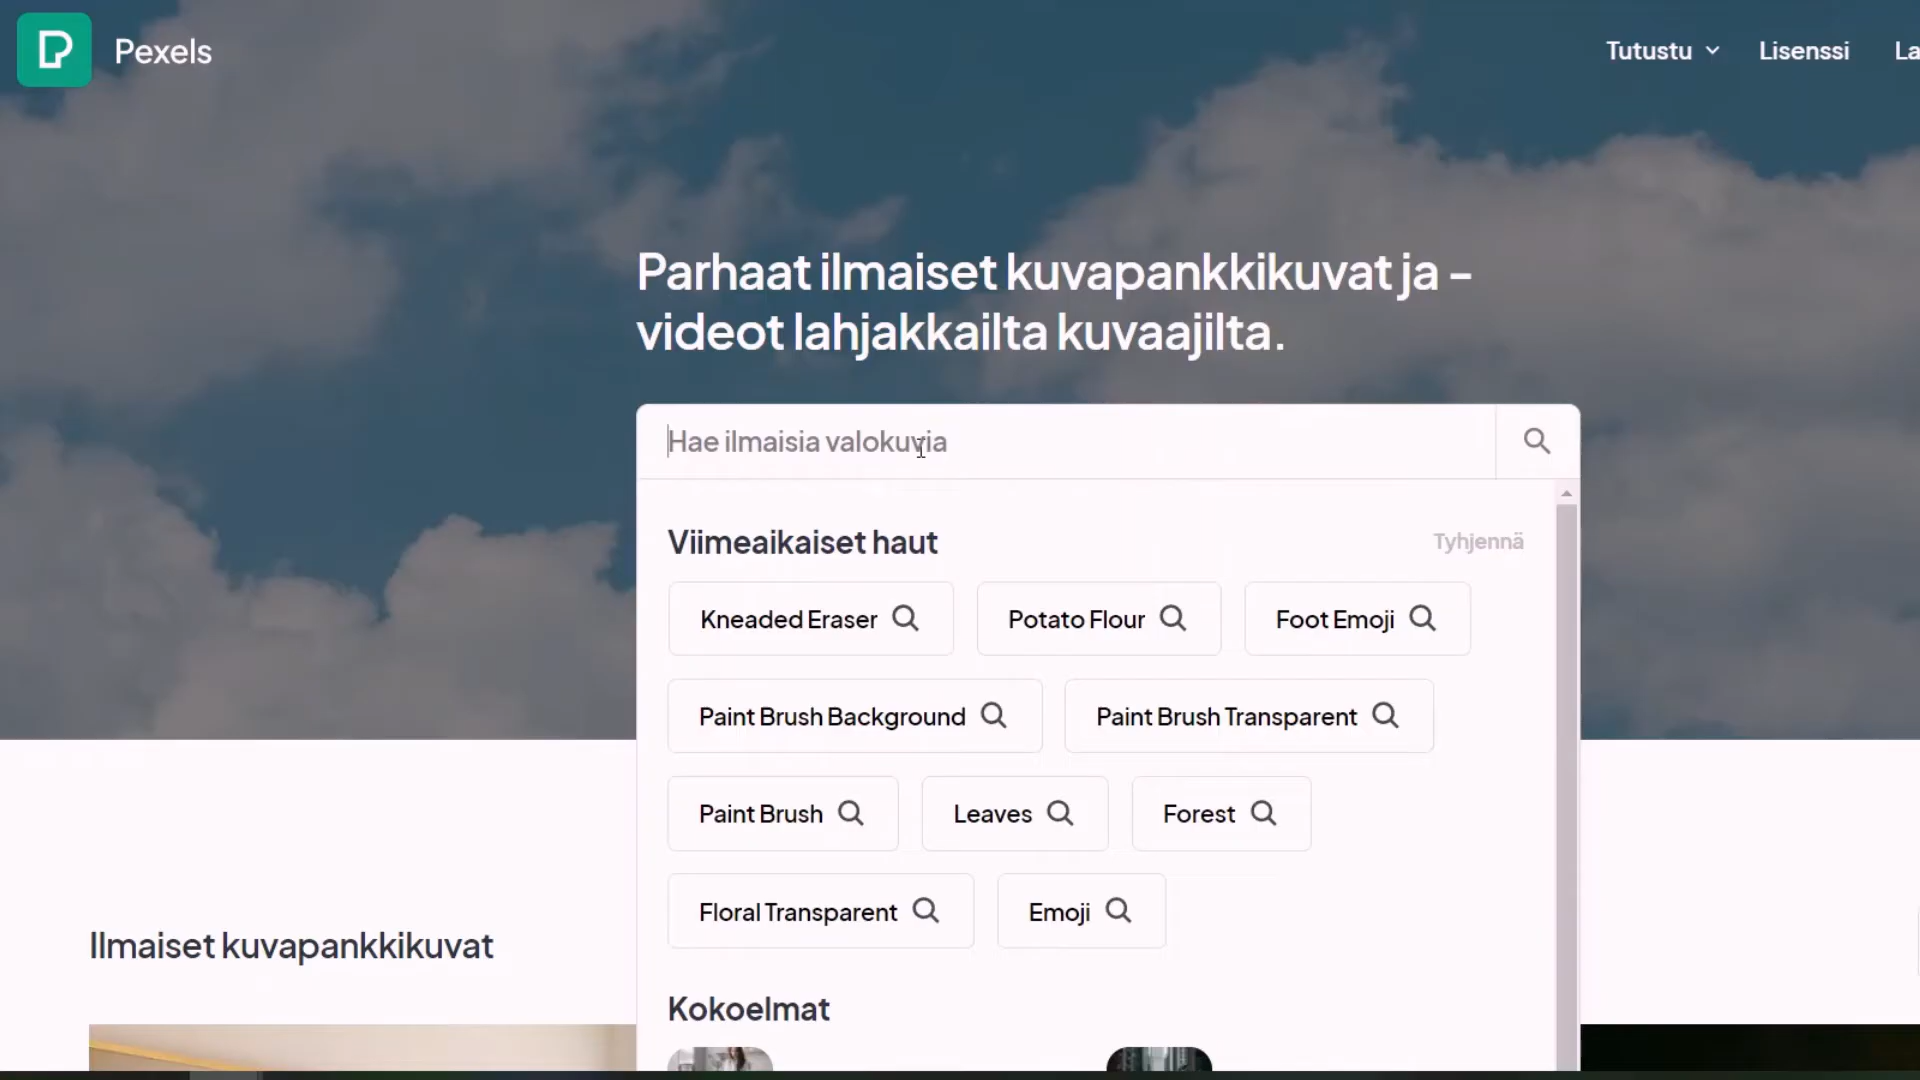 Pexels
Tutustu
Lisenssi
Parhaat ilmaiset kuvapankkikuvat ja -
videot lahjakkailta kuvaajilta.
Hae ilmaisia valokuvia
Viimeaikaiset haut
Tyhjennä
Kneaded Eraser
Potato Flour
Foot Emoji
Paint Brush Background
Paint Brush Transparent
Paint Brush
Leaves
Forest
Floral Transparent
Emoji
Ilmaiset kuvapankkikuvat
Kokoelmat